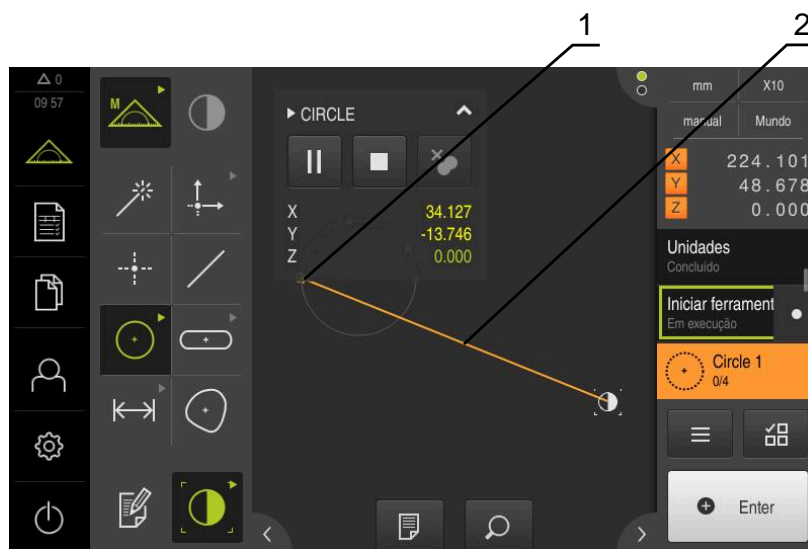 1 2
0
09 57
M
CIRCLE
X 34.127
Y -13.746
Z 0.000
mm X10
manual Mundo
X 224.101
Y 48.678
Z 0.000
Unidades
Concluído
Iniciar ferrament
Em execução
Circle 1
0/4
Enter